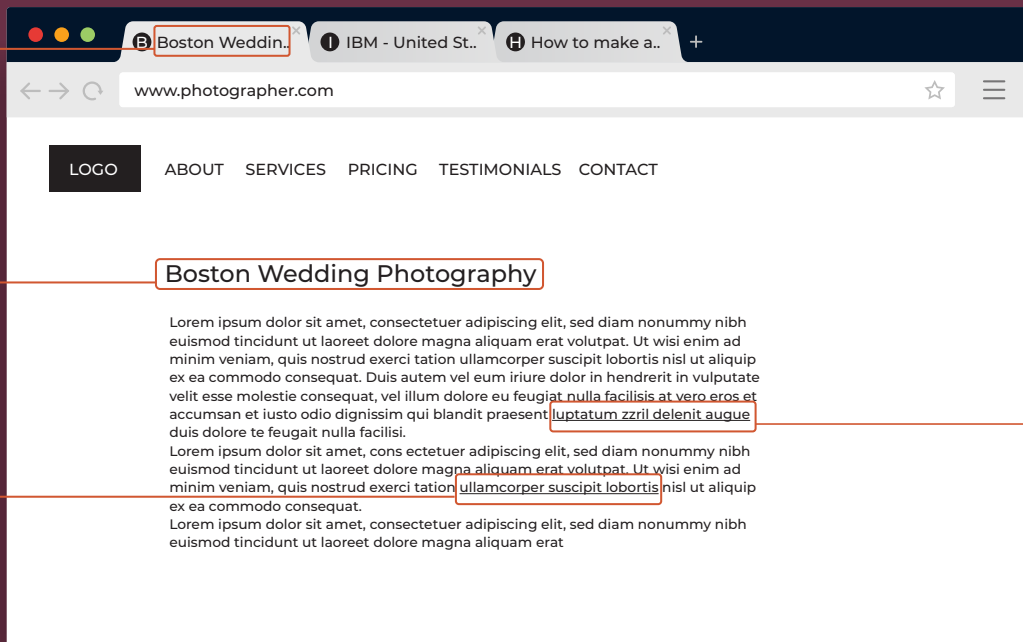 B Boston Weddin.. × I IBM - United St.. × H How to make a.. × +
www.photographer.com
LOGO ABOUT SERVICES PRICING TESTIMONIALS CONTACT
Boston Wedding Photography
Lorem ipsum dolor sit amet, consectetuer adipiscing elit, sed diam nonummy nibh
euismod tincidunt ut laoreet dolore magna aliquam erat volutpat. Ut wisi enim ad
minim veniam, quis nostrud exerci tation ullamcorper suscipit lobortis nisl ut aliquip
ex ea commodo consequat. Duis autem vel eum iriure dolor in hendrerit in vulputate
velit esse molestie consequat, vel illum dolore eu feugiat nulla facilisis at vero eros et
accumsan et iusto odio dignissim qui blandit praesent luptatum zzril delenit augue
duis dolore te feugait nulla facilisi.
Lorem ipsum dolor sit amet, cons ectetuer adipiscing elit, sed diam nonummy nibh
euismod tincidunt ut laoreet dolore magna aliquam erat volutpat. Ut wisi enim ad
minim veniam, quis nostrud exerci tation ullamcorper suscipit lobortis nisl ut aliquip
ex ea commodo consequat.
Lorem ipsum dolor sit amet, consectetuer adipiscing elit, sed diam nonummy nibh
euismod tincidunt ut laoreet dolore magna aliquam erat